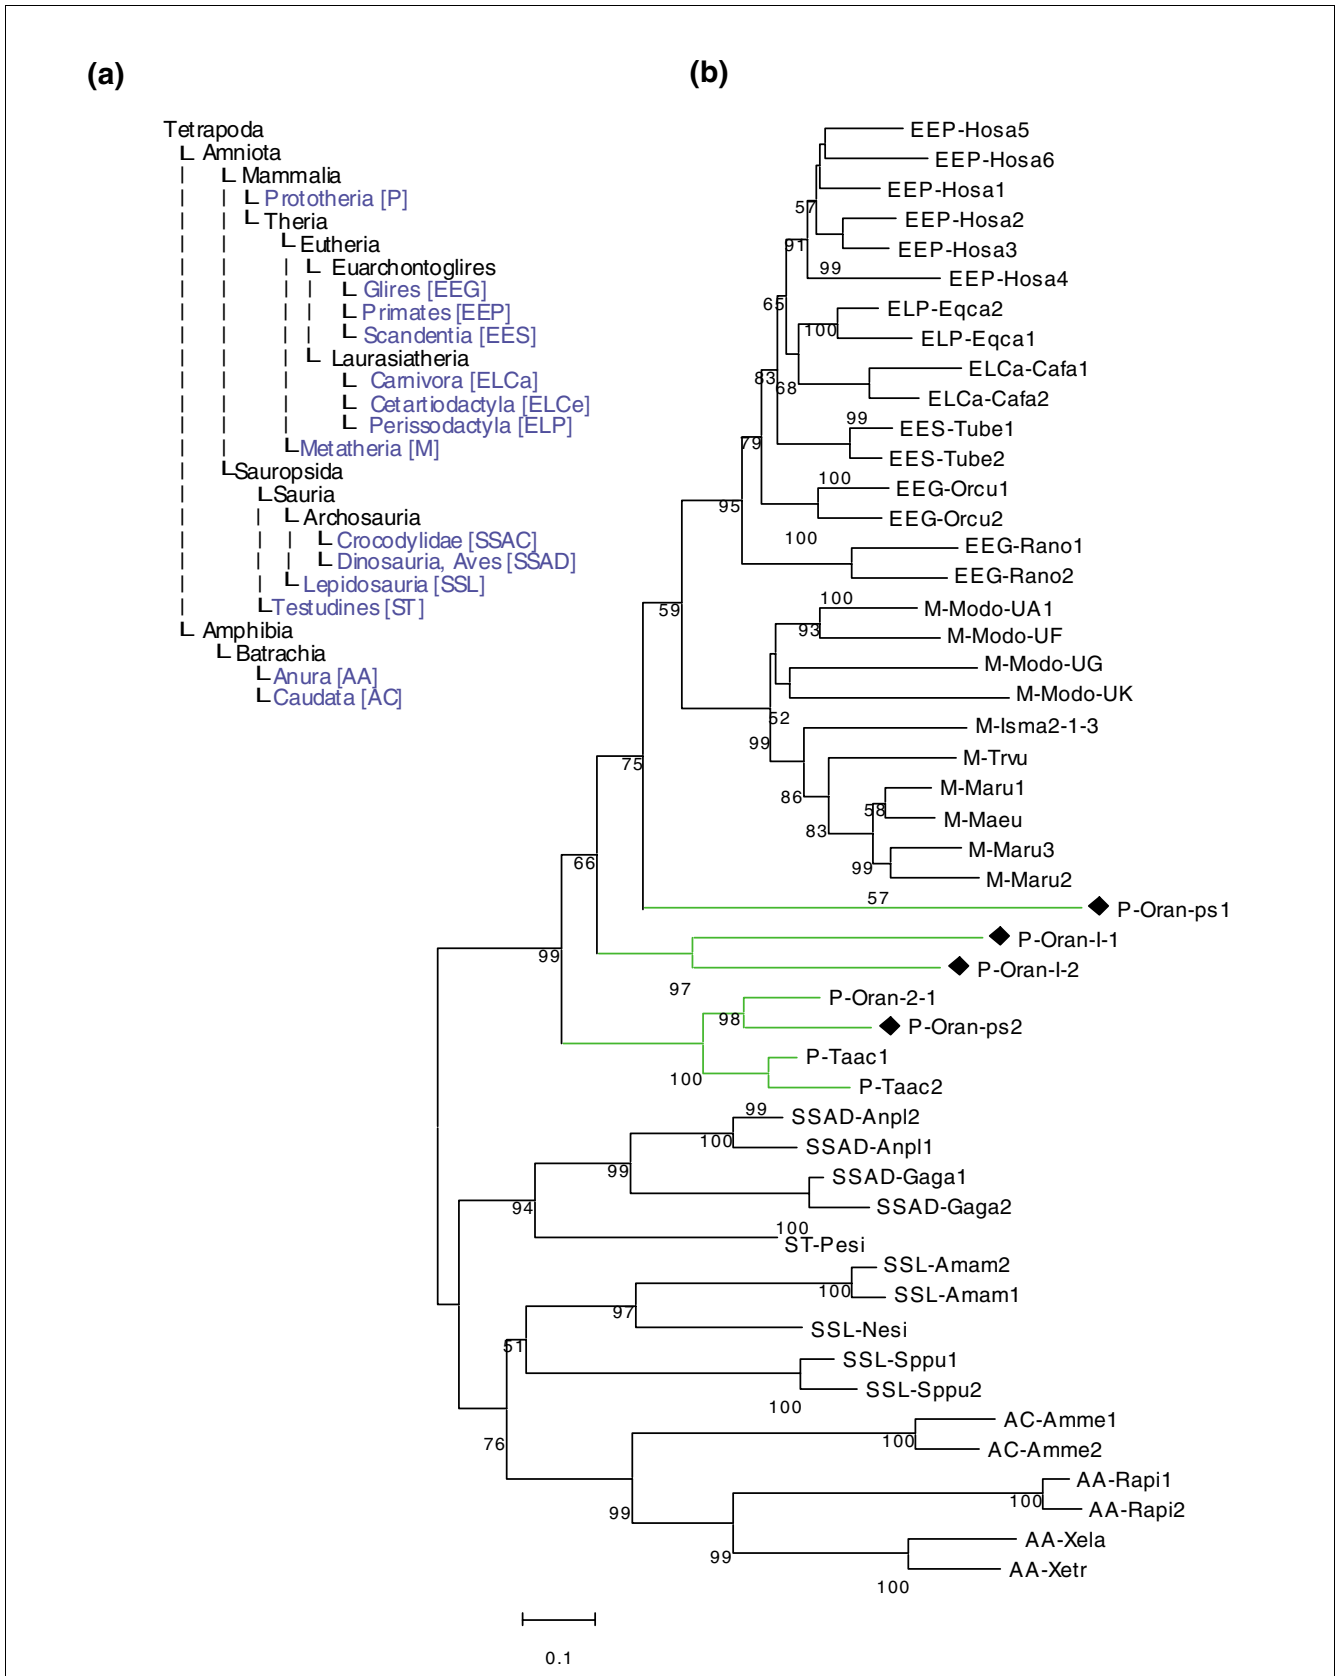 (a)
Tetrapoda
Amniota
Mammalia
Prototheria [P]
Theria
Eutheria
Euarchontoglires
Glires [EEG]
Primates [EEP]
Scandentia [EES]
Laurasiatheria
Carnivora [ELCa]
Cetartiodactyla [ELCe]
Perissodactyla [ELP]
Metatheria [M]
Sauropsida
Sauria
Archosauria
Crocodylidae [SSAC]
Dinosauria, Aves [SSAD]
Lepidosauria [SSL]
Testudines [ST]
Amphibia
Batrachia
Anura [AA]
Caudata [AC]
(b)
EEP-Hosa5
EEP-Hosa6
EEP-Hosa1
57
EEP-Hosa2
91
EEP-Hosa3
99
EEP-Hosa4
65
ELP-Eqca2
100
ELP-Eqca1
ELCa-Cafa1
83
68
ELCa-Cafa2
99
EES-Tube1
79
EES-Tube2
100
EEG-Orcu1
95
EEG-Orcu2
100
EEG-Rano1
EEG-Rano2
100
M-Modo-UA1
59
93
M-Modo-UF
M-Modo-UG
M-Modo-UK
52
M-Isma2-1-3
99
M-Trvu
75
M-Maru1
86
58
M-Maeu
83
M-Maru3
66
99
M-Maru2
57
P-Oran-ps1
P-Oran-I-1
99
P-Oran-I-2
97
P-Oran-2-1
98
P-Oran-ps2
P-Taac1
100
P-Taac2
99
SSAD-Anpl2
100
SSAD-Anpl1
99
SSAD-Gaga1
94
SSAD-Gaga2
100
ST-Pesi
SSL-Amam2
100
SSL-Amam1
97
SSL-Nesi
51
SSL-Sppu1
SSL-Sppu2
100
AC-Amme1
76
100
AC-Amme2
AA-Rapi1
100
99
AA-Rapi2
AA-Xela
99
AA-Xetr
100
0.1